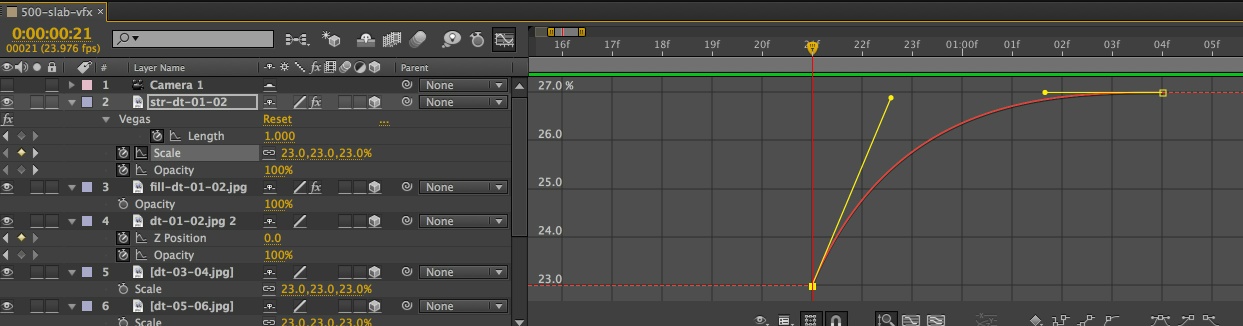 500-slab-vfx ×
0:00:00:21
00021 (23.976 fps)
16f 17f 18f 19f 20f 21f 22f 23f 01:00f 01f 02f 03f 04f 05f
# Layer Name fx Parent
1 Camera 1 None
2 str-dt-01-02 fx None
fx Vegas Reset ...
Length 1.000
Scale 23.0,23.0,23.0%
Opacity 100%
3 fill-dt-01-02.jpg fx None
Opacity 100%
4 dt-01-02.jpg 2 None
Z Position 0.0
Opacity 100%
5 [dt-03-04.jpg] None
Scale 23.0,23.0,23.0%
6 [dt-05-06.jpg] None
Scale 23.0,23.0,23.0%
27.0 %
26.0
25.0
24.0
23.0